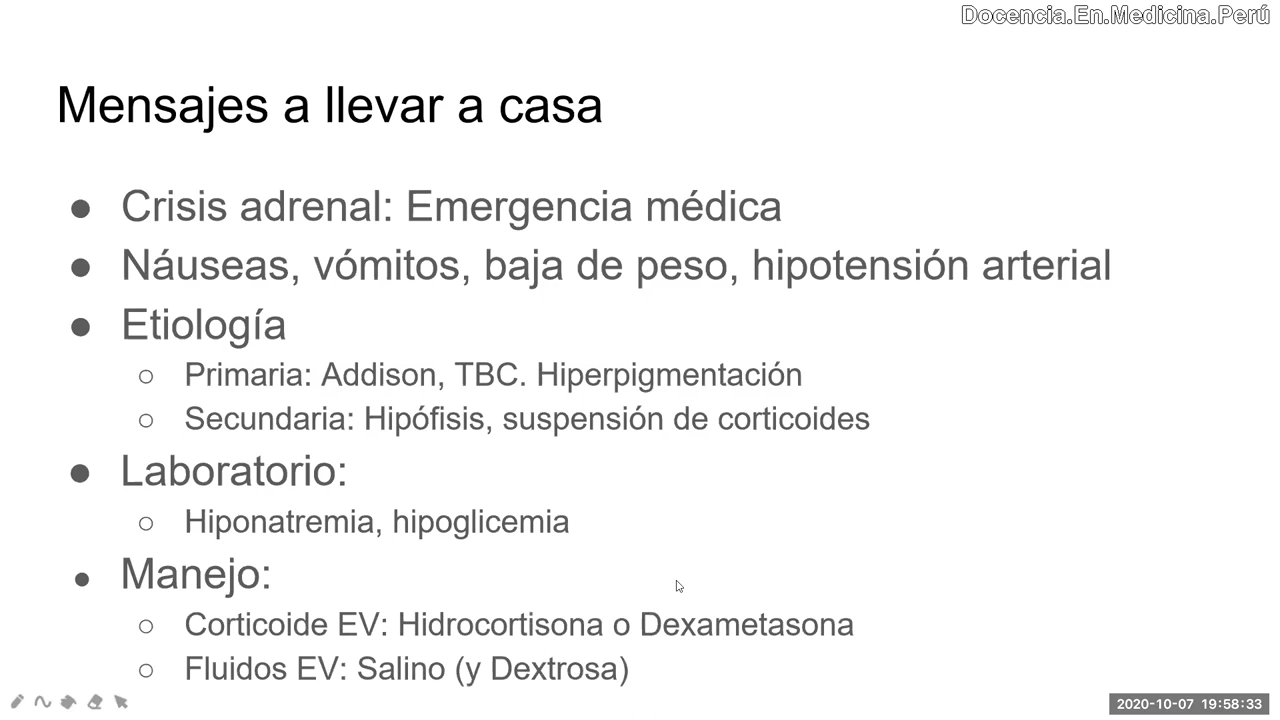 Docencia.En.Medicina.Perú
Mensajes a llevar a casa
● Crisis adrenal: Emergencia médica
● Náuseas, vómitos, baja de peso, hipotensión arterial
● Etiología
○ Primaria: Addison, TBC. Hiperpigmentación
○ Secundaria: Hipófisis, suspensión de corticoides
● Laboratorio:
○ Hiponatremia, hipoglicemia
● Manejo:
○ Corticoide EV: Hidrocortisona o Dexametasona
○ Fluidos EV: Salino (y Dextrosa)
2020-10-07 19:58:33